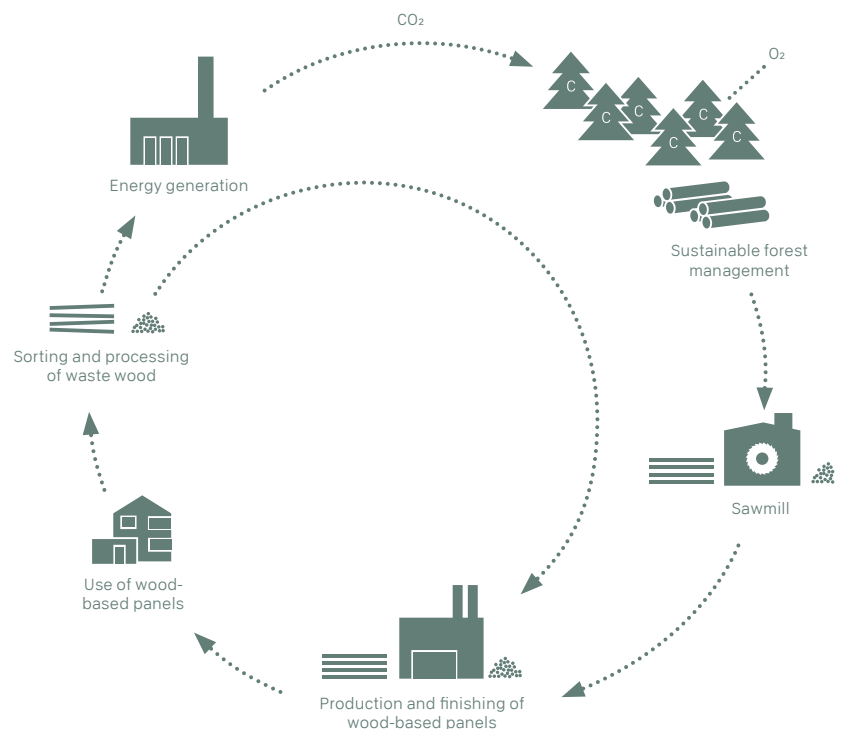 CO₂
O₂
C
C
C
C
C
C
Energy generation
Sustainable forest
management
Sorting and processing
of waste wood
Sawmill
Use of wood-
based panels
Production and finishing of
wood-based panels